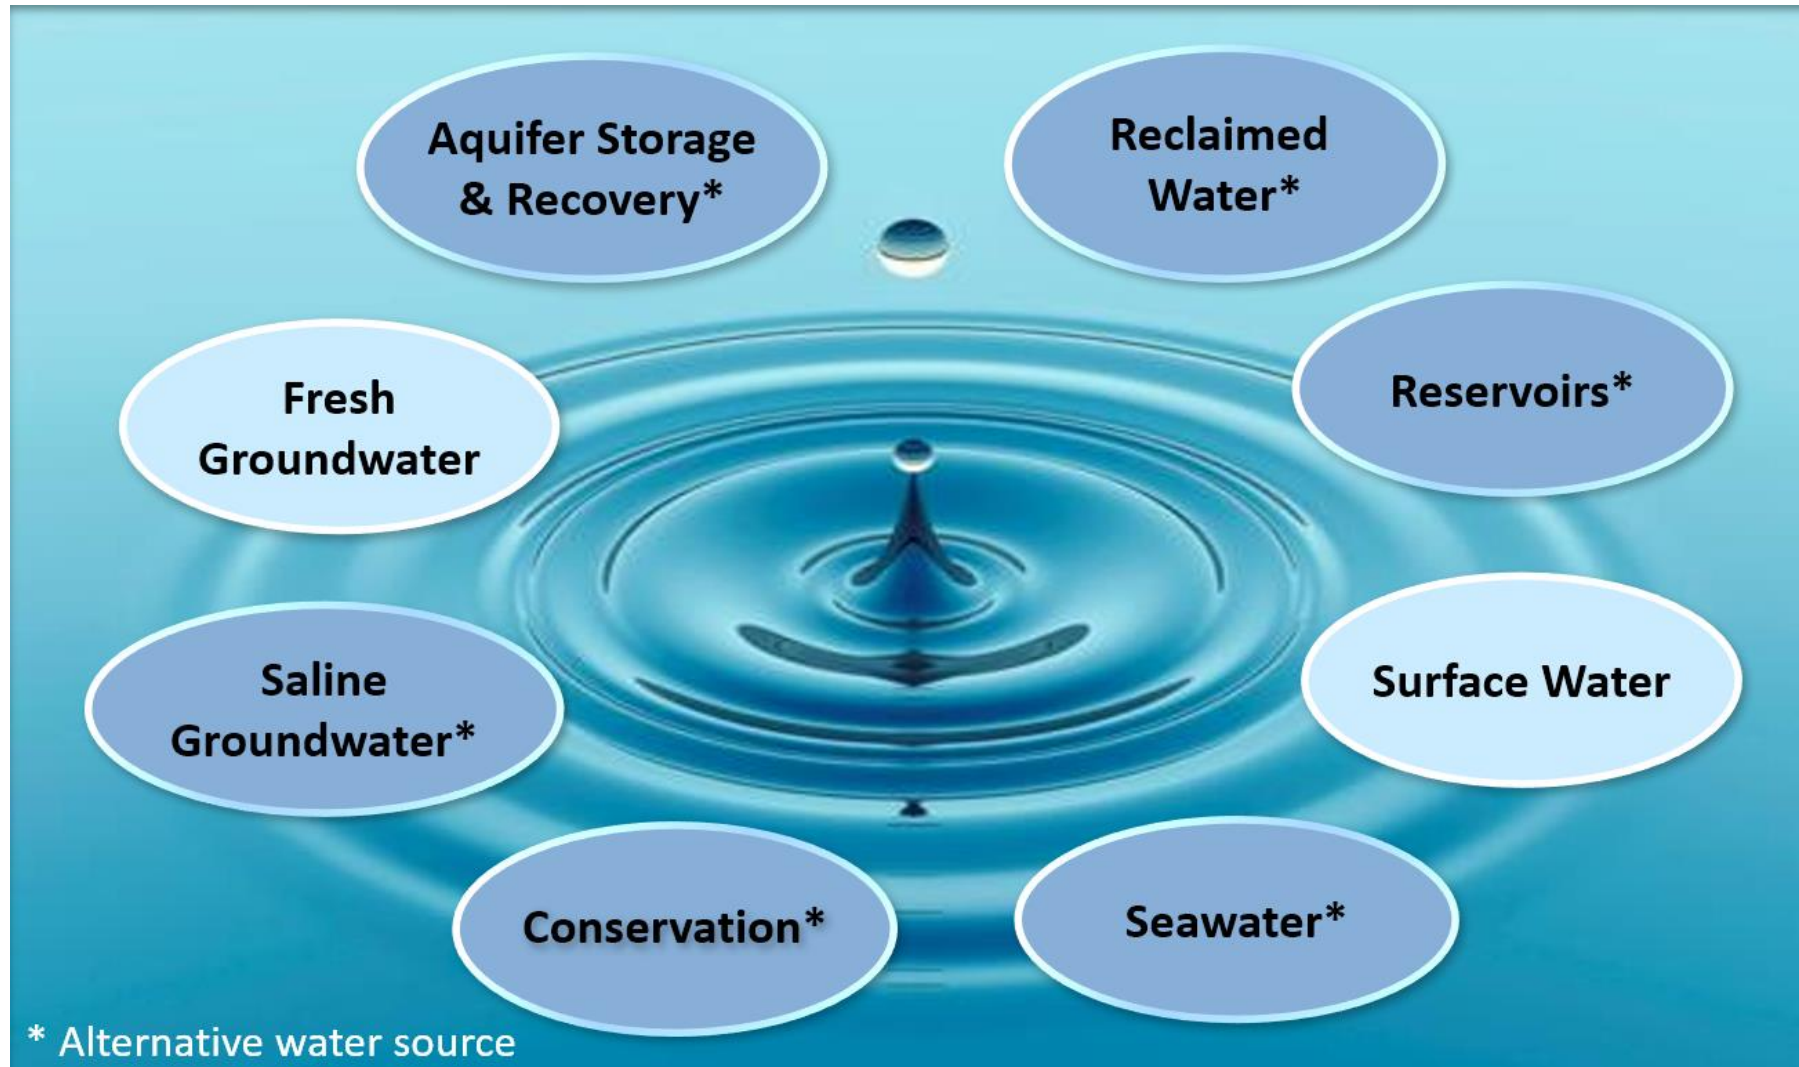 Aquifer Storage
& Recovery*
Reclaimed
Water*
Fresh
Groundwater
Reservoirs*
Saline
Groundwater*
Surface Water
Conservation*
Seawater*
* Alternative water source